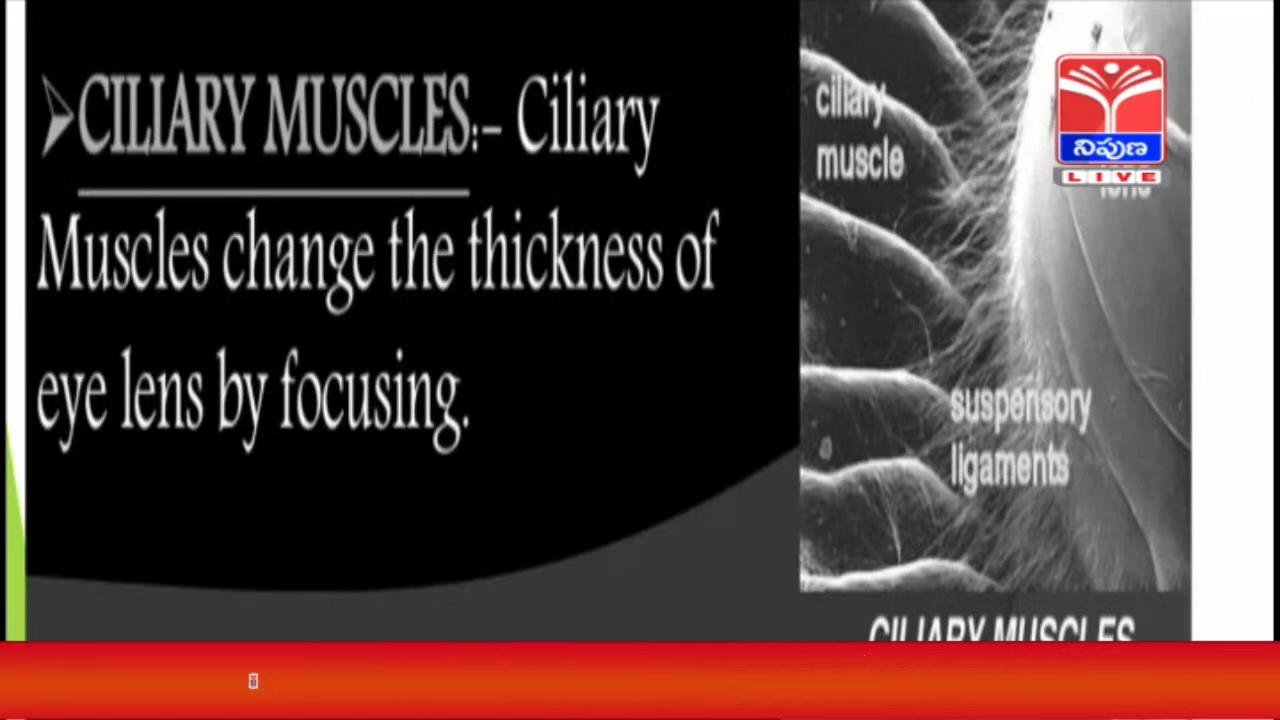 ➢CILIARY MUSCLES:– Ciliary
Muscles change the thickness of
eye lens by focusing.
ciliary
muscle
suspensory
ligaments
lens
CILIARY MUSCLES
నిపుణ
LIVE